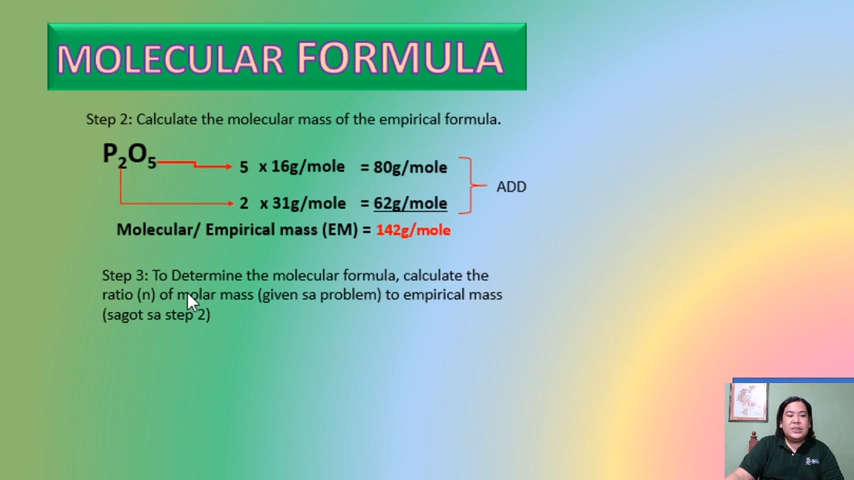 MOLECULAR FORMULA
Step 2: Calculate the molecular mass of the empirical formula.
P2O5
5 x 16g/mole = 80g/mole
ADD
2 x 31g/mole = 62g/mole
Molecular/ Empirical mass (EM) = 142g/mole
Step 3: To Determine the molecular formula, calculate the
ratio (n) of molar mass (given sa problem) to empirical mass
(sagot sa step 2)